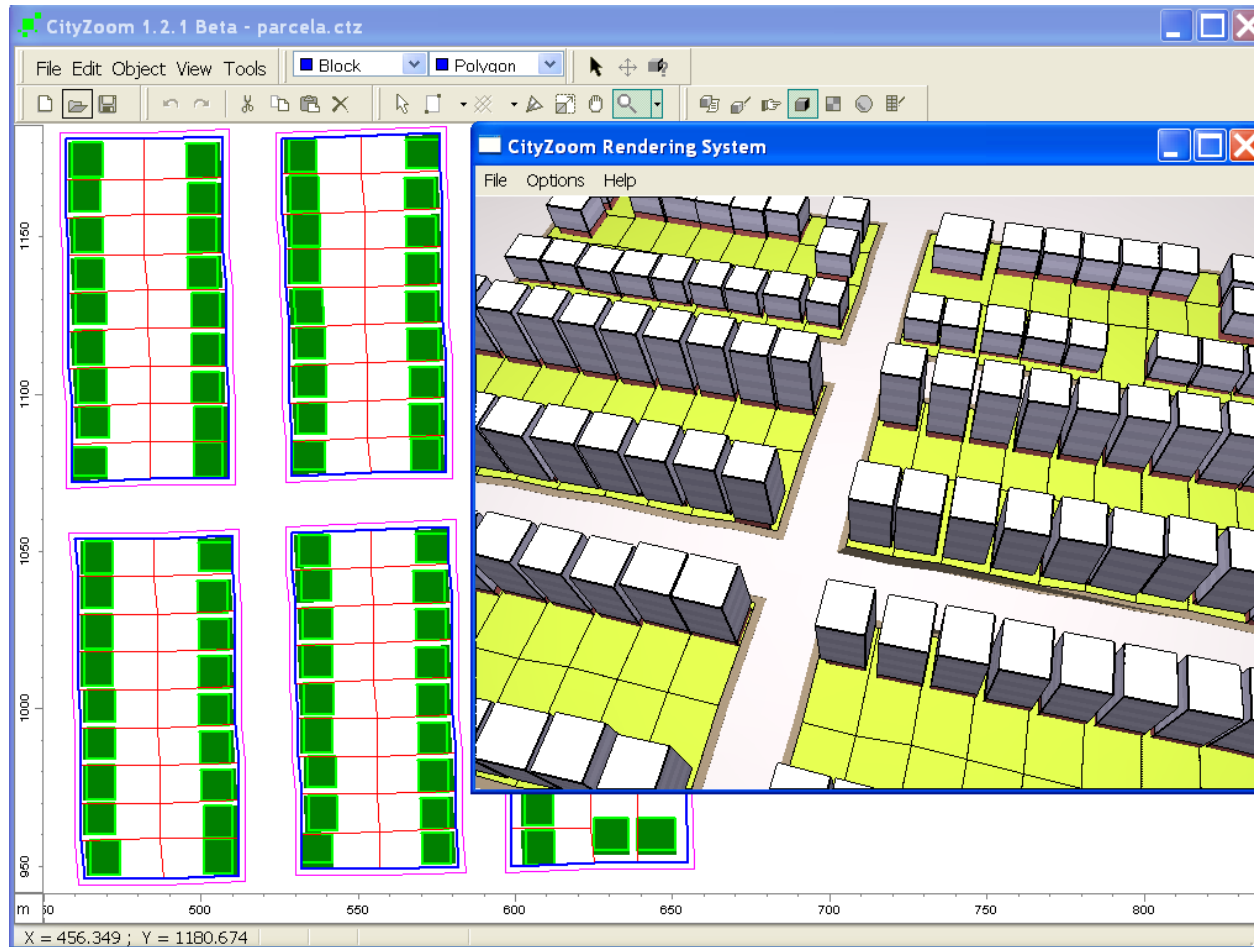 CityZoom 1.2.1 Beta - parcela.ctz
File Edit Object View Tools Block Polygon
CityZoom Rendering System
File Options Help
1150
1100
1050
1000
950
m 50 500 550 600 650 700 750 800
X = 456.349 ; Y = 1180.674